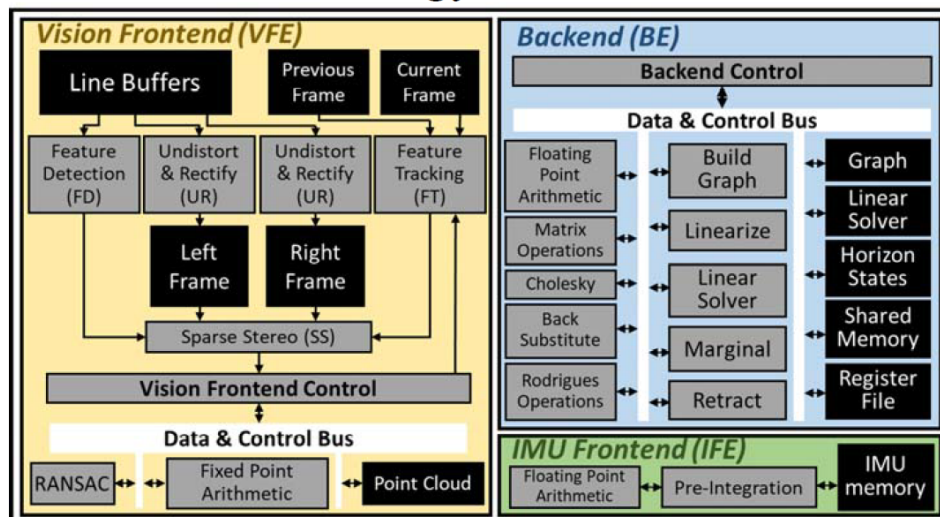 Vision Frontend (VFE)
Line Buffers
Previous
Frame
Current
Frame
Feature
Detection
(FD)
Undistort
& Rectify
(UR)
Undistort
& Rectify
(UR)
Feature
Tracking
(FT)
Left
Frame
Right
Frame
Sparse Stereo (SS)
Vision Frontend Control
Data & Control Bus
RANSAC
Fixed Point
Arithmetic
Point Cloud
Backend (BE)
Backend Control
Data & Control Bus
Floating
Point
Arithmetic
Matrix
Operations
Cholesky
Back
Substitute
Rodrigues
Operations
Build
Graph
Linearize
Linear
Solver
Marginal
Retract
Graph
Linear
Solver
Horizon
States
Shared
Memory
Register
File
IMU Frontend (IFE)
Floating Point
Arithmetic
Pre-Integration
IMU
memory